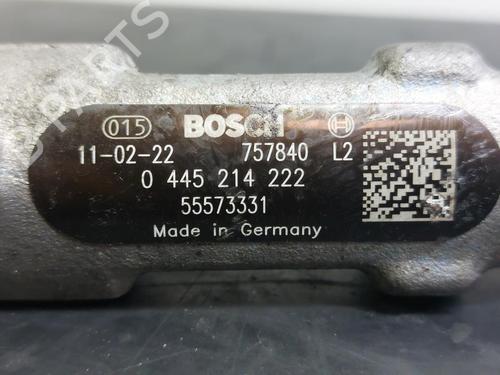 015 BOSCH
11-02-22 757840 L2
0 445 214 222
55573331
Made in Germany